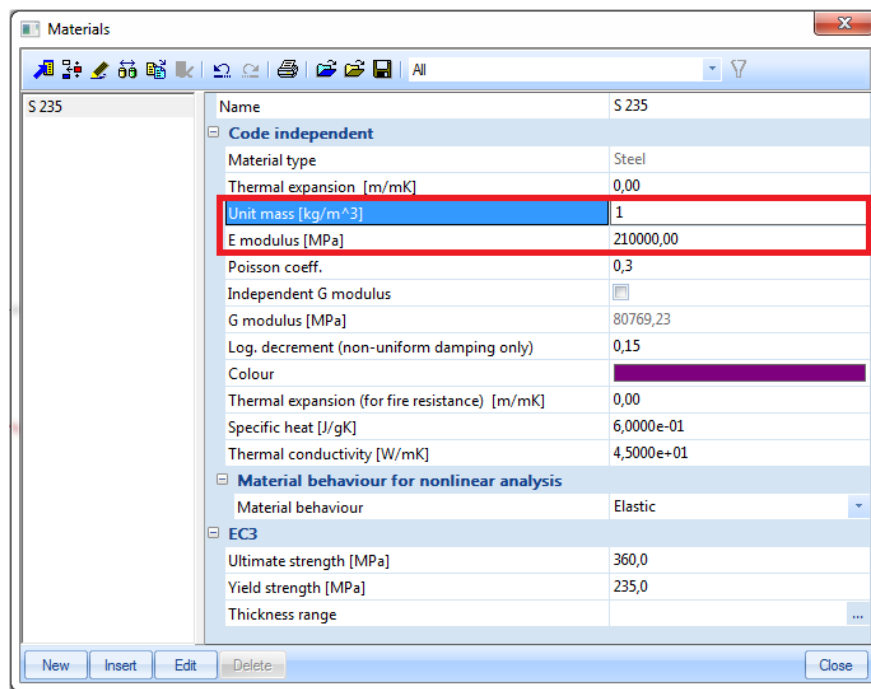 Materials
All
S 235
Name S 235
Code independent
Material type Steel
Thermal expansion [m/mK] 0,00
Unit mass [kg/m^3] 1
E modulus [MPa] 210000,00
Poisson coeff. 0,3
Independent G modulus
G modulus [MPa] 80769,23
Log. decrement (non-uniform damping only) 0,15
Colour
Thermal expansion (for fire resistance) [m/mK] 0,00
Specific heat [J/gK] 6,0000e-01
Thermal conductivity [W/mK] 4,5000e+01
Material behaviour for nonlinear analysis
Material behaviour Elastic
EC3
Ultimate strength [MPa] 360,0
Yield strength [MPa] 235,0
Thickness range ...
New Insert Edit Delete Close